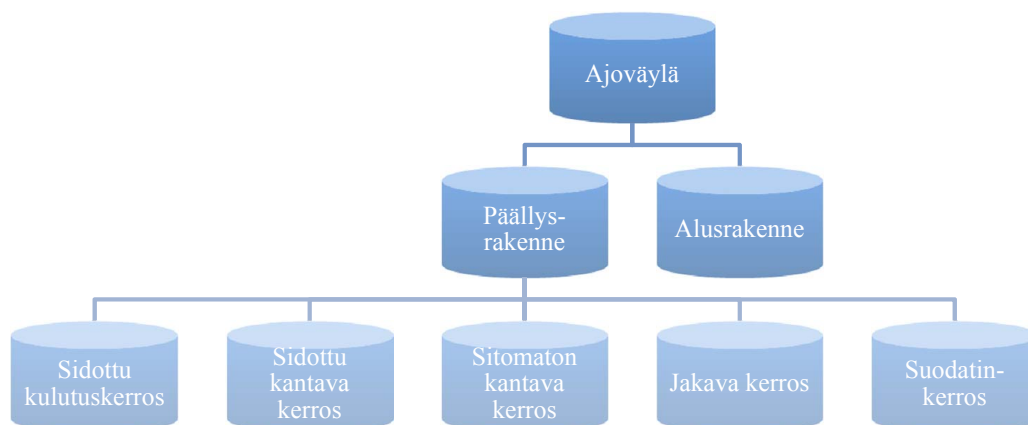 Ajoväylä
Päällys-
rakenne
Alusrakenne
Sidottu
kulutuskerros
Sidottu
kantava
kerros
Sitomaton
kantava
kerros
Jakava kerros
Suodatin-
kerros